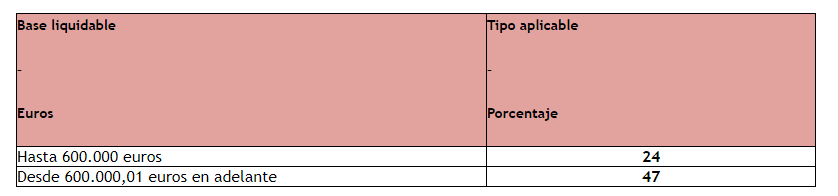 Base liquidable
Tipo aplicable
-
-
Euros
Porcentaje
Hasta 600.000 euros
24
Desde 600.000,01 euros en adelante
47